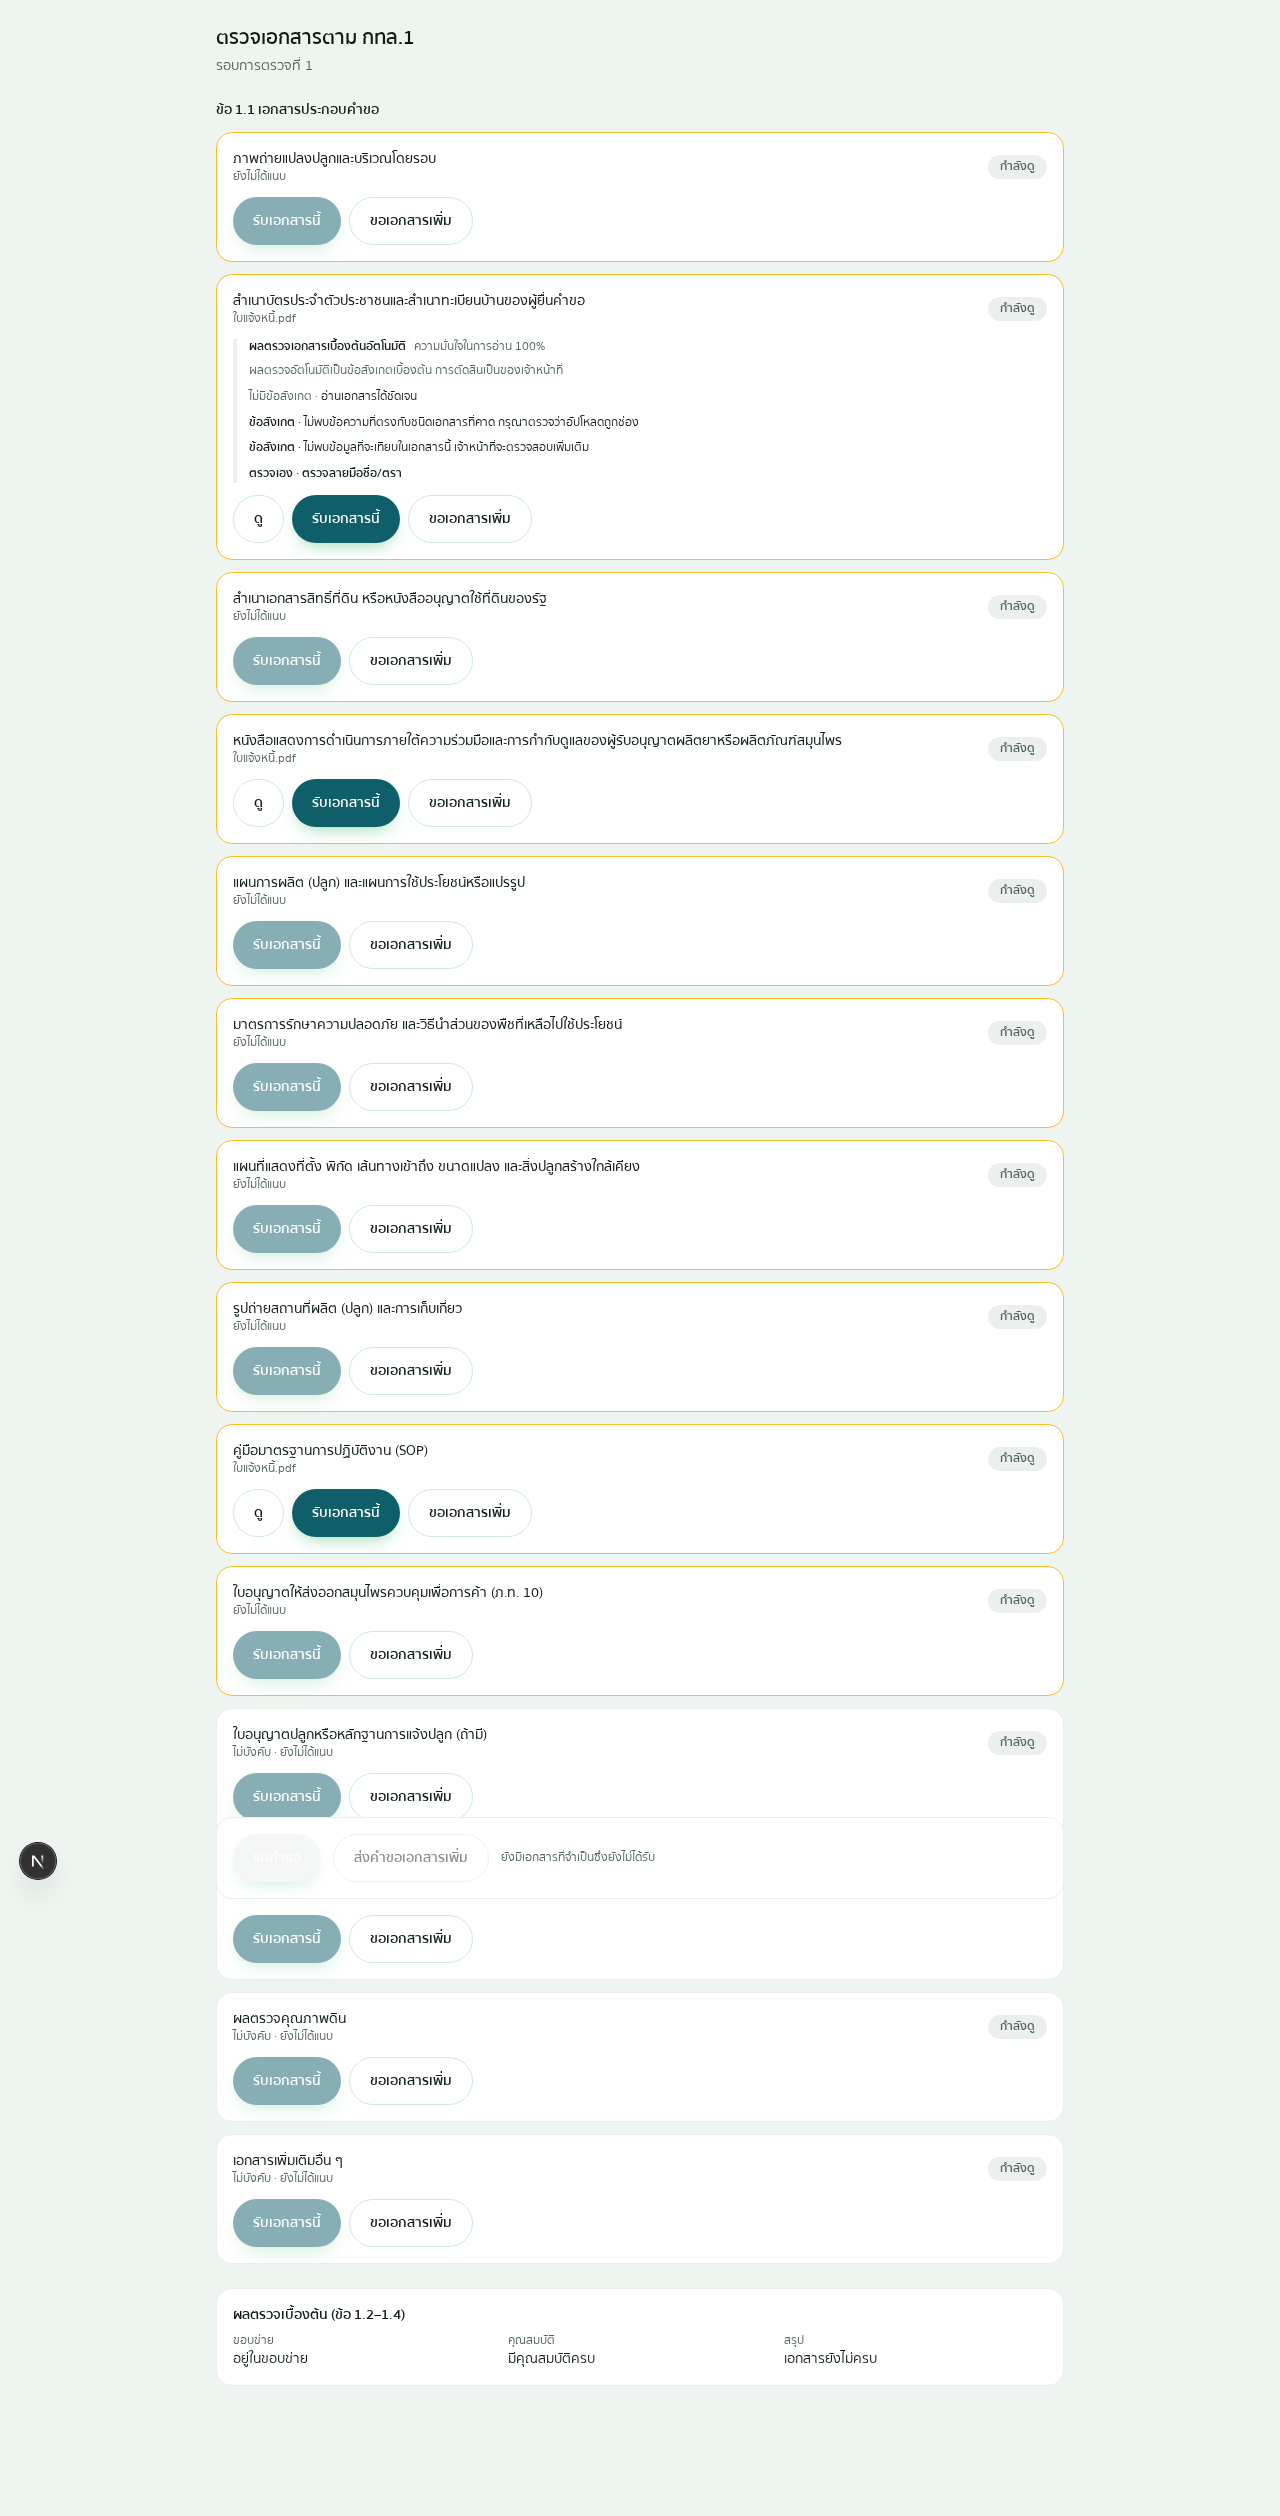 ตรวจเอกสารตาม กทล.1
รอบการตรวจที่ 1
ข้อ 1.1 เอกสารประกอบคำขอ
ภาพถ่ายแปลงปลูกและบริเวณโดยรอบ
กำลังดู
ยังไม่ได้แนบ
รับเอกสารนี้ ขอเอกสารเพิ่ม
สำเนาบัตรประจำตัวประชาชนและสำเนาทะเบียนบ้านของผู้ยื่นคำขอ
กำลังดู
ใบแจ้งหนี้.pdf
ผลตรวจเอกสารเบื้องต้นอัตโนมัติ ความมั่นใจในการอ่าน 100%
ผลตรวจอัตโนมัติเป็นข้อสังเกตเบื้องต้น การตัดสินเป็นของเจ้าหน้าที่
ไม่มีข้อสังเกต · อ่านเอกสารได้ชัดเจน
ข้อสังเกต · ไม่พบข้อความที่ตรงกับชนิดเอกสารที่คาด กรุณาตรวจว่าอัปโหลดถูกช่อง
ข้อสังเกต · ไม่พบข้อมูลที่จะเทียบในเอกสารนี้ เจ้าหน้าที่จะตรวจสอบเพิ่มเติม
ตรวจเอง · ตรวจลายมือชื่อ/ตรา
ดู รับเอกสารนี้ ขอเอกสารเพิ่ม
สำเนาเอกสารสิทธิ์ที่ดิน หรือหนังสืออนุญาตใช้ที่ดินของรัฐ
กำลังดู
ยังไม่ได้แนบ
รับเอกสารนี้ ขอเอกสารเพิ่ม
หนังสือแสดงการดำเนินการภายใต้ความร่วมมือและการกำกับดูแลของผู้รับอนุญาตผลิตยาหรือผลิตภัณฑ์สมุนไพร
กำลังดู
ใบแจ้งหนี้.pdf
ดู รับเอกสารนี้ ขอเอกสารเพิ่ม
แผนการผลิต (ปลูก) และแผนการใช้ประโยชน์หรือแปรรูป
กำลังดู
ยังไม่ได้แนบ
รับเอกสารนี้ ขอเอกสารเพิ่ม
มาตรการรักษาความปลอดภัย และวิธีนำส่วนของพืชที่เหลือไปใช้ประโยชน์
กำลังดู
ยังไม่ได้แนบ
รับเอกสารนี้ ขอเอกสารเพิ่ม
แผนที่แสดงที่ตั้ง พิกัด เส้นทางเข้าถึง ขนาดแปลง และสิ่งปลูกสร้างใกล้เคียง
กำลังดู
ยังไม่ได้แนบ
รับเอกสารนี้ ขอเอกสารเพิ่ม
รูปถ่ายสถานที่ผลิต (ปลูก) และการเก็บเกี่ยว
กำลังดู
ยังไม่ได้แนบ
รับเอกสารนี้ ขอเอกสารเพิ่ม
คู่มือมาตรฐานการปฏิบัติงาน (SOP)
กำลังดู
ใบแจ้งหนี้.pdf
ดู รับเอกสารนี้ ขอเอกสารเพิ่ม
ใบอนุญาตให้ส่งออกสมุนไพรควบคุมเพื่อการค้า (ภ.ท. 10)
กำลังดู
ยังไม่ได้แนบ
รับเอกสารนี้ ขอเอกสารเพิ่ม
ใบอนุญาตปลูกหรือหลักฐานการแจ้งปลูก (ถ้ามี)
กำลังดู
ไม่บังคับ · ยังไม่ได้แนบ
รับเอกสารนี้ ขอเอกสารเพิ่ม
รับคำขอ ส่งคำขอเอกสารเพิ่ม ยังมีเอกสารที่จำเป็นซึ่งยังไม่ได้รับ
รับเอกสารนี้ ขอเอกสารเพิ่ม
ผลตรวจคุณภาพดิน
กำลังดู
ไม่บังคับ · ยังไม่ได้แนบ
รับเอกสารนี้ ขอเอกสารเพิ่ม
เอกสารเพิ่มเติมอื่น ๆ
กำลังดู
ไม่บังคับ · ยังไม่ได้แนบ
รับเอกสารนี้ ขอเอกสารเพิ่ม
ผลตรวจเบื้องต้น (ข้อ 1.2–1.4)
ขอบข่าย คุณสมบัติ สรุป
อยู่ในขอบข่าย มีคุณสมบัติครบ เอกสารยังไม่ครบ